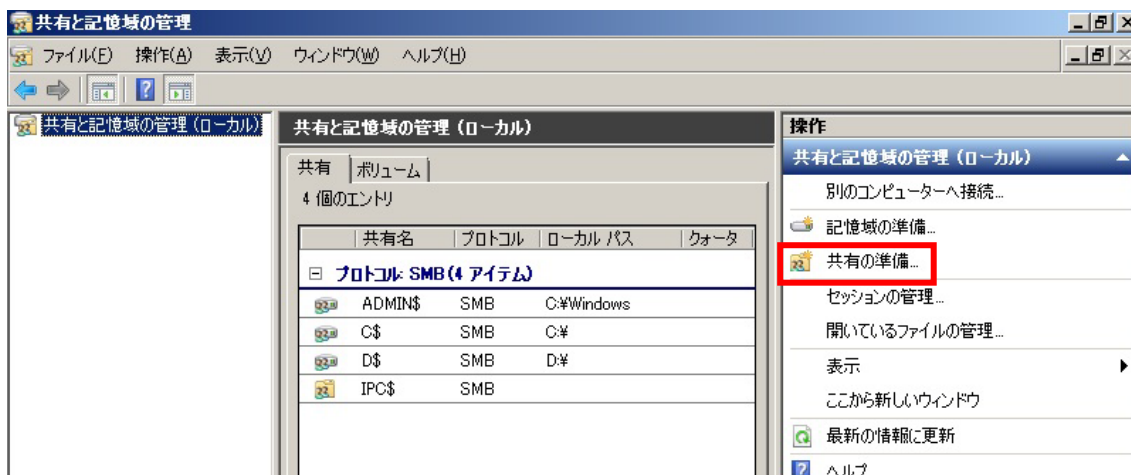 共有と記憶域の管理
ファイル(F) 操作(A) 表示(V) ウィンドウ(W) ヘルプ(H)
共有と記憶域の管理 (ローカル)
共有と記憶域の管理 (ローカル)
共有 ボリューム
4 個のエントリ
共有名 プロトコル ローカル パス クォータ
プロトコル: SMB (4 アイテム)
ADMIN$ SMB C:¥Windows
C$ SMB C:¥
D$ SMB D:¥
IPC$ SMB
操作
共有と記憶域の管理 (ローカル)
別のコンピューターへ接続...
記憶域の準備...
共有の準備...
セッションの管理...
開いているファイルの管理...
表示
ここから新しいウィンドウ
最新の情報に更新
ヘルプ